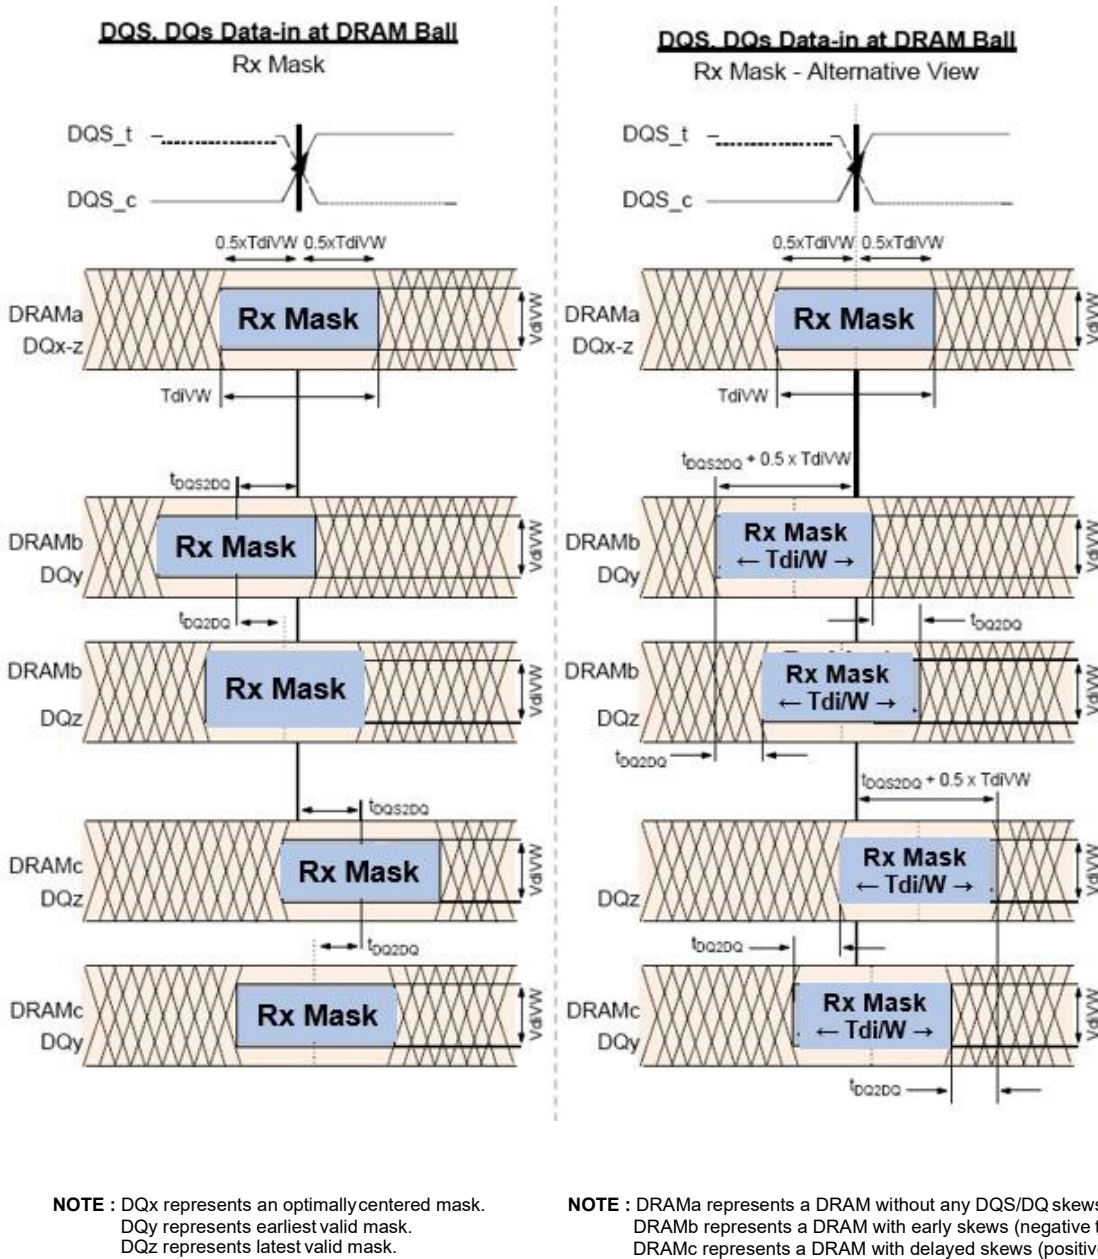 DQS, DQs Data-in at DRAM Ball
Rx Mask
DQS_t
DQS_c
0.5xTdiVW 0.5xTdiVW
DRAMa
DQx-z
Rx Mask
VdiVW
TdiVW
tDQS2DQ
DRAMb
DQy
Rx Mask
VdiVW
tDQ2DQ
DRAMb
DQz
Rx Mask
VdiVW
tDQS2DQ
DRAMc
DQz
Rx Mask
VdiVW
tDQ2DQ
DRAMc
DQy
Rx Mask
VdiVW
NOTE : DQx represents an optimally centered mask.
DQy represents earliest valid mask.
DQz represents latest valid mask.
DQS, DQs Data-in at DRAM Ball
Rx Mask - Alternative View
DQS_t
DQS_c
0.5xTdiVW 0.5xTdiVW
DRAMa
DQx-z
Rx Mask
VdiVW
TdiVW
tDQS2DQ + 0.5 x TdiVW
DRAMb
DQy
Rx Mask
← Tdi/W →
VdiVW
tDQ2DQ
DRAMb
DQz
Rx Mask
← Tdi/W →
VdiVW
tDQ2DQ
tDQS2DQ + 0.5 x TdiVW
DQz
Rx Mask
← Tdi/W →
VdiVW
tDQ2DQ
DRAMc
DQy
Rx Mask
← Tdi/W →
VdiVW
tDQ2DQ
NOTE : DRAMa represents a DRAM without any DQS/DQ skews
DRAMb represents a DRAM with early skews (negative t
DRAMc represents a DRAM with delayed skews (positive